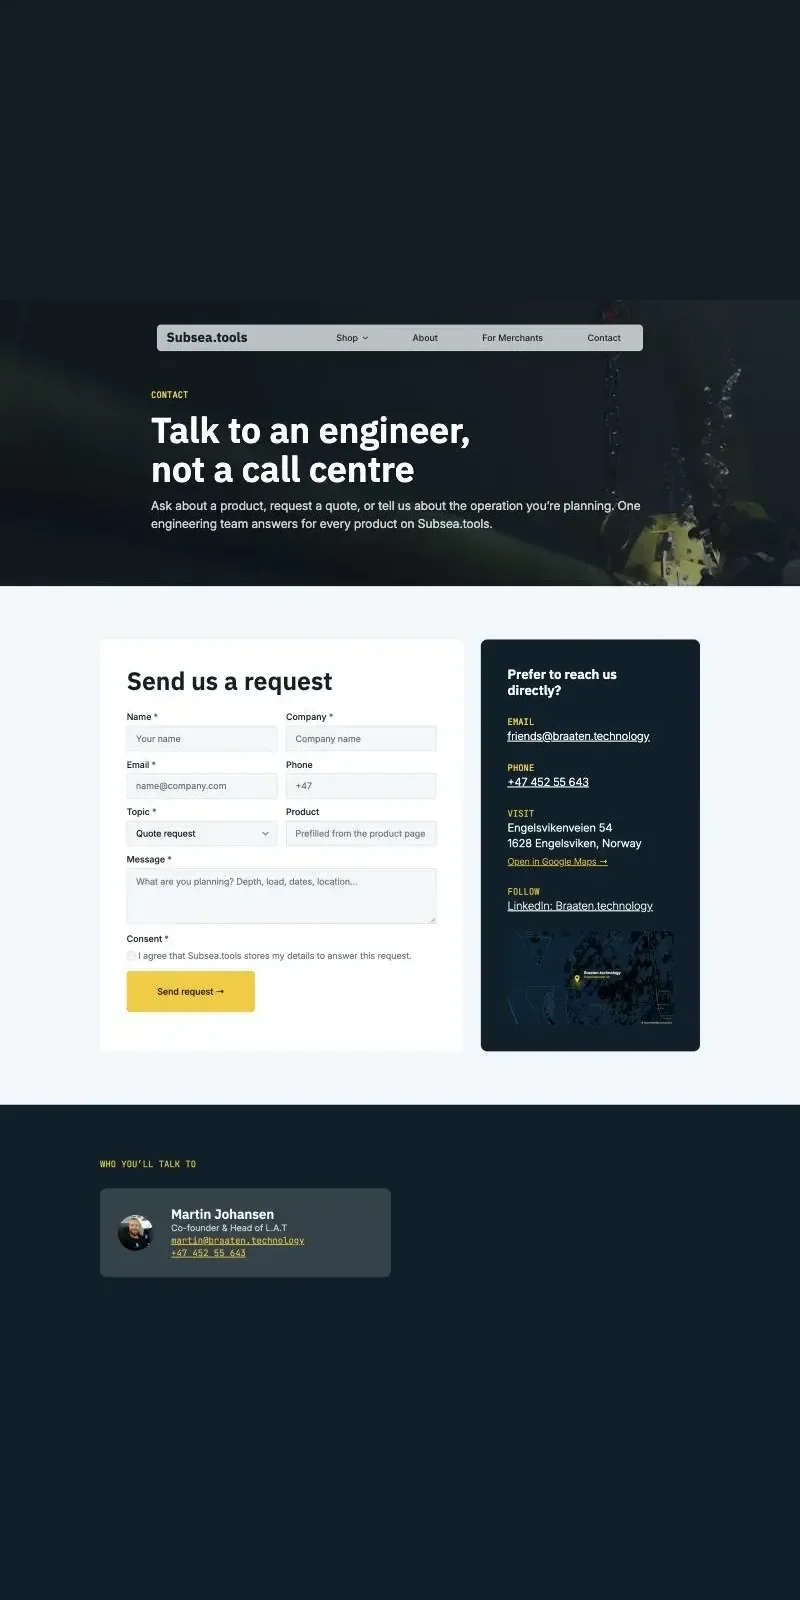 Subsea.tools
Shop
About
For Merchants
Contact
CONTACT
Talk to an engineer,
not a call centre
Ask about a product, request a quote, or tell us about the operation you're planning. One
engineering team answers for every product on Subsea.tools.
Send us a request
Name *
Company *
Your name
Company name
Email *
Phone
name@company.com
+47
Topic *
Product
Quote request
Prefilled from the product page
Message *
What are you planning? Depth, load, dates, location...
Consent *
I agree that Subsea.tools stores my details to answer this request.
Send request →
Prefer to reach us
directly?
EMAIL
friends@braaten.technology
PHONE
+47 452 55 643
VISIT
Engelsvikenveien 54
1628 Engelsviken, Norway
Open in Google Maps →
FOLLOW
LinkedIn: Braaten.technology
Braaten.technology
WHO YOU'LL TALK TO
Martin Johansen
Co-founder & Head of L.A.T
martin@braaten.technology
+47 452 55 643